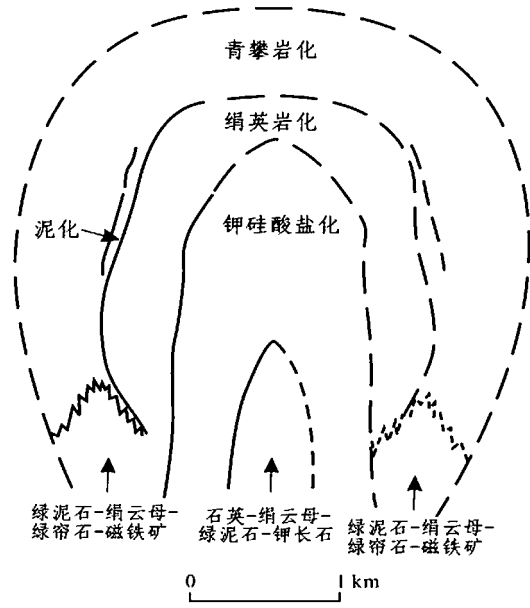 青攀岩化
绢英岩化
泥化
钾硅酸盐化
绿泥石-绢云母-
绿帘石-磁铁矿
石英-绢云母-
绿泥石-钾长石
绿泥石-绢云母-
绿帘石-磁铁矿
0 1 km